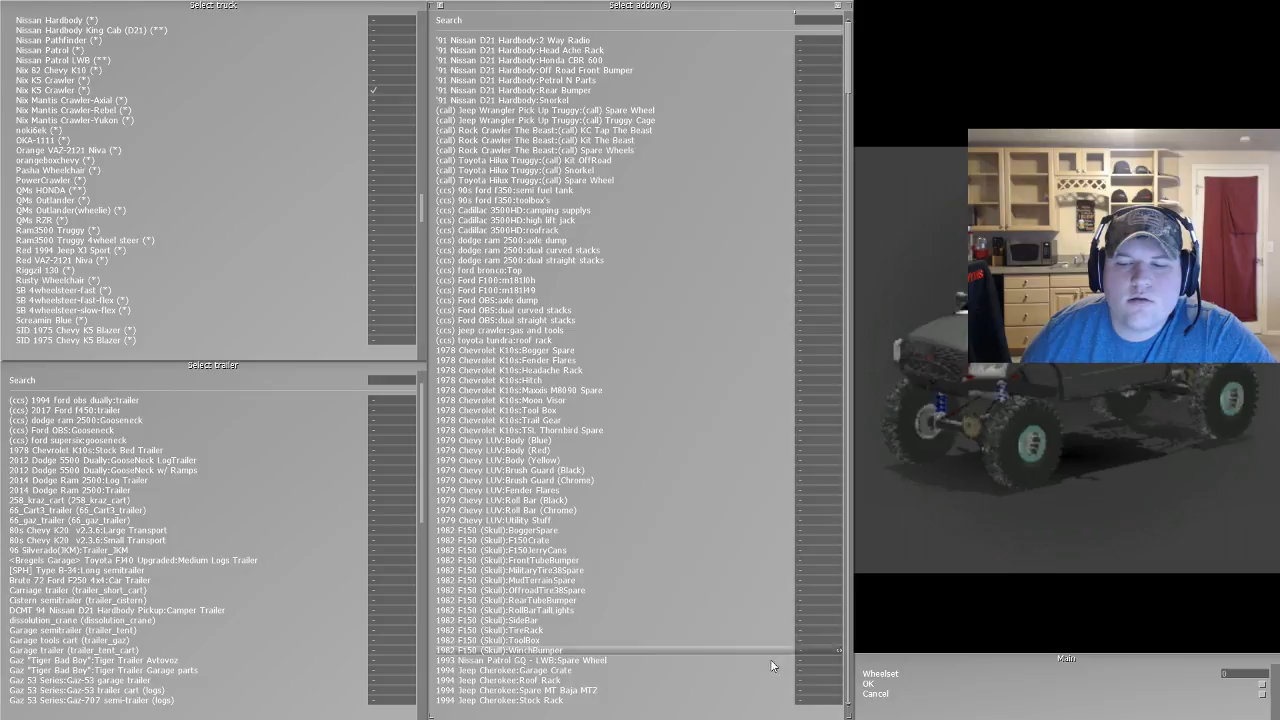 Select truck
Nissan Hardbody (*)
Nissan Hardbody King Cab (D21) (**)
Nissan Pathfinder (*)
Nissan Patrol (*)
Nissan Patrol LWB (**)
Nix 82 Chevy K10 (*)
Nix K5 Crawler (*)
Nix K5 Crawler (*)
Nix Mantis Crawler-Axial (*)
Nix Mantis Crawler-Rebel (*)
Nix Mantis Crawler-Yukon (*)
noki6ek (*)
OKA-1111 (*)
Orange VAZ-2121 Niva (*)
orangeboxchevy (*)
Pasha Wheelchair (*)
PowerCrawler (*)
QMs HONDA (**)
QMs Outlander (*)
QMs Outlander(wheelie) (*)
QMs RZR (*)
Ram3500 Truggy (*)
Ram3500 Truggy 4wheel steer (*)
Red 1994 Jeep XJ Sport (*)
Red VAZ-2121 Niva (*)
Riggzil 130 (*)
Rusty Wheelchair (*)
SB 4wheelsteer-fast (*)
SB 4wheelsteer-fast-flex (*)
SB 4wheelsteer-slow-flex (*)
Screamin Blue (*)
SID 1975 Chevy K5 Blazer (*)
SID 1975 Chevy K5 Blazer (*)
Select trailer
Search
(ccs) 1994 ford obs dually:trailer
(ccs) 2017 Ford f450:trailer
(ccs) dodge ram 2500:Gooseneck
(ccs) Ford OBS:Gooseneck
(ccs) ford supersix:gooseneck
1978 Chevrolet K10s:Stock Bed Trailer
2012 Dodge 5500 Dually:GooseNeck LogTrailer
2012 Dodge 5500 Dually:GooseNeck w/ Ramps
2014 Dodge Ram 2500:Log Trailer
2014 Dodge Ram 2500:Trailer
258_kraz_cart (258_kraz_cart)
66_Cart3_trailer (66_Cart3_trailer)
66_gaz_trailer (66_gaz_trailer)
80s Chevy K20  v2.3.6:Large Transport
80s Chevy K20  v2.3.6:Small Transport
96 Silverado(JKM):Trailer_JKM
<Bregels Garage> Toyota FJ40 Upgraded:Medium Logs Trailer
[SPH] Type B-34:Long semitrailer
Brute 72 Ford F250 4x4:Car Trailer
Carriage trailer (trailer_short_cart)
Cistern semitrailer (trailer_cistern)
DCMT 94 Nissan D21 Hardbody Pickup:Camper Trailer
dissolution_crane (dissolution_crane)
Garage semitrailer (trailer_tent)
Garage tools cart (trailer_gaz)
Garage trailer (trailer_tent_cart)
Gaz "Tiger Bad Boy":Tiger Trailer Avtovoz
Gaz "Tiger Bad Boy":Tiger Trailer Garage parts
Gaz 53 Series:Gaz-53 garage trailer
Gaz 53 Series:Gaz-53 trailer cart (logs)
Gaz 53 Series:Gaz-707 semi-trailer (logs)
Select addon(s)
Search
'91 Nissan D21 Hardbody:2 Way Radio
'91 Nissan D21 Hardbody:Head Ache Rack
'91 Nissan D21 Hardbody:Honda CBR 600
'91 Nissan D21 Hardbody:Off Road Front Bumper
'91 Nissan D21 Hardbody:Petrol N Parts
'91 Nissan D21 Hardbody:Rear Bumper
'91 Nissan D21 Hardbody:Snorkel
(call) Jeep Wrangler Pick Up Truggy:(call) Spare Wheel
(call) Jeep Wrangler Pick Up Truggy:(call) Truggy Cage
(call) Rock Crawler The Beast:(call) KC Tap The Beast
(call) Rock Crawler The Beast:(call) Kit The Beast
(call) Rock Crawler The Beast:(call) Spare Wheels
(call) Toyota Hilux Truggy:(call) Kit OffRoad
(call) Toyota Hilux Truggy:(call) Snorkel
(call) Toyota Hilux Truggy:(call) Spare Wheel
(ccs) 90s ford f350:semi fuel tank
(ccs) 90s ford f350:toolbox's
(ccs) Cadillac 3500HD:camping supplys
(ccs) Cadillac 3500HD:high lift jack
(ccs) Cadillac 3500HD:roofrack
(ccs) dodge ram 2500:axle dump
(ccs) dodge ram 2500:dual curved stacks
(ccs) dodge ram 2500:dual straight stacks
(ccs) ford bronco:Top
(ccs) Ford F100:m181l0h
(ccs) Ford F100:m181l49
(ccs) Ford OBS:axle dump
(ccs) Ford OBS:dual curved stacks
(ccs) Ford OBS:dual straight stacks
(ccs) jeep crawler:gas and tools
(ccs) toyota tundra:roof rack
1978 Chevrolet K10s:Bogger Spare
1978 Chevrolet K10s:Fender Flares
1978 Chevrolet K10s:Headache Rack
1978 Chevrolet K10s:Hitch
1978 Chevrolet K10s:Maxxis M8090 Spare
1978 Chevrolet K10s:Moon Visor
1978 Chevrolet K10s:Tool Box
1978 Chevrolet K10s:Trail Gear
1978 Chevrolet K10s:TSL Thornbird Spare
1979 Chevy LUV:Body (Blue)
1979 Chevy LUV:Body (Red)
1979 Chevy LUV:Body (Yellow)
1979 Chevy LUV:Brush Guard (Black)
1979 Chevy LUV:Brush Guard (Chrome)
1979 Chevy LUV:Fender Flares
1979 Chevy LUV:Roll Bar (Black)
1979 Chevy LUV:Roll Bar (Chrome)
1979 Chevy LUV:Utility Stuff
1982 F150 (Skull):BoggerSpare
1982 F150 (Skull):F150Crate
1982 F150 (Skull):F150JerryCans
1982 F150 (Skull):FrontTubeBumper
1982 F150 (Skull):MilitaryTire38Spare
1982 F150 (Skull):MudTerrainSpare
1982 F150 (Skull):OffroadTire38Spare
1982 F150 (Skull):RearTubeBumper
1982 F150 (Skull):RollBarTailLights
1982 F150 (Skull):SideBar
1982 F150 (Skull):TireRack
1982 F150 (Skull):ToolBox
1982 F150 (Skull):WinchBumper
1993 Nissan Patrol GQ - LWB:Spare Wheel
1994 Jeep Cherokee:Garage Crate
1994 Jeep Cherokee:Roof Rack
1994 Jeep Cherokee:Spare MT Baja MTZ
1994 Jeep Cherokee:Stock Rack
Wheelset
0
OK
Cancel